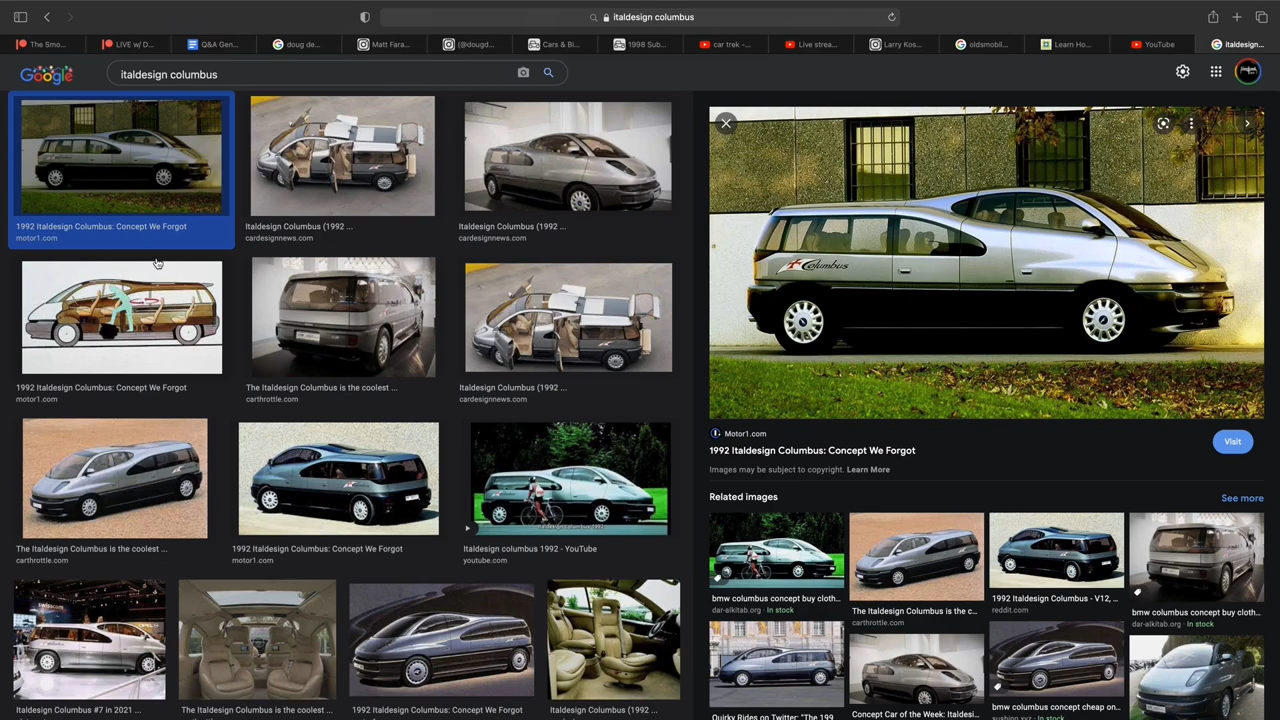 italdesign columbus
The Smo...
LIVE w/ D...
Q&A Gen...
doug de...
Matt Fara...
(@dougd...
Cars & Bi...
1998 Sub...
car trek -...
Live strea...
Larry Kos...
oldsmobil...
Learn Ho...
YouTube
italdesign...
Google
italdesign columbus
1992 Italdesign Columbus: Concept We Forgot
motor1.com
Italdesign Columbus (1992 ...
cardesignnews.com
Italdesign Columbus (1992 ...
cardesignnews.com
1992 Italdesign Columbus: Concept We Forgot
motor1.com
The Italdesign Columbus is the coolest ...
carthrottle.com
Italdesign Columbus (1992 ...
cardesignnews.com
The Italdesign Columbus is the coolest ...
carthrottle.com
1992 Italdesign Columbus: Concept We Forgot
motor1.com
Italdesign Columbus 1992
Italdesign columbus 1992 - YouTube
youtube.com
swisscom
Italdesign Columbus #7 in 2021 ...
The Italdesign Columbus is the coolest ...
1992 Italdesign Columbus: Concept We Forgot
Italdesign Columbus (1992 ...
Columbus
Motor1.com
1992 Italdesign Columbus: Concept We Forgot
Visit
Images may be subject to copyright. Learn More
Related images
See more
bmw columbus concept buy cloth...
dar-alkitab.org · In stock
The Italdesign Columbus is the c...
carthrottle.com
1992 Italdesign Columbus - V12, ...
reddit.com
bmw columbus concept buy cloth...
dar-alkitab.org · In stock
Quirky Rides on Twitter: "The 199...
Concept Car of the Week: Italdesi...
bmw columbus concept cheap on...